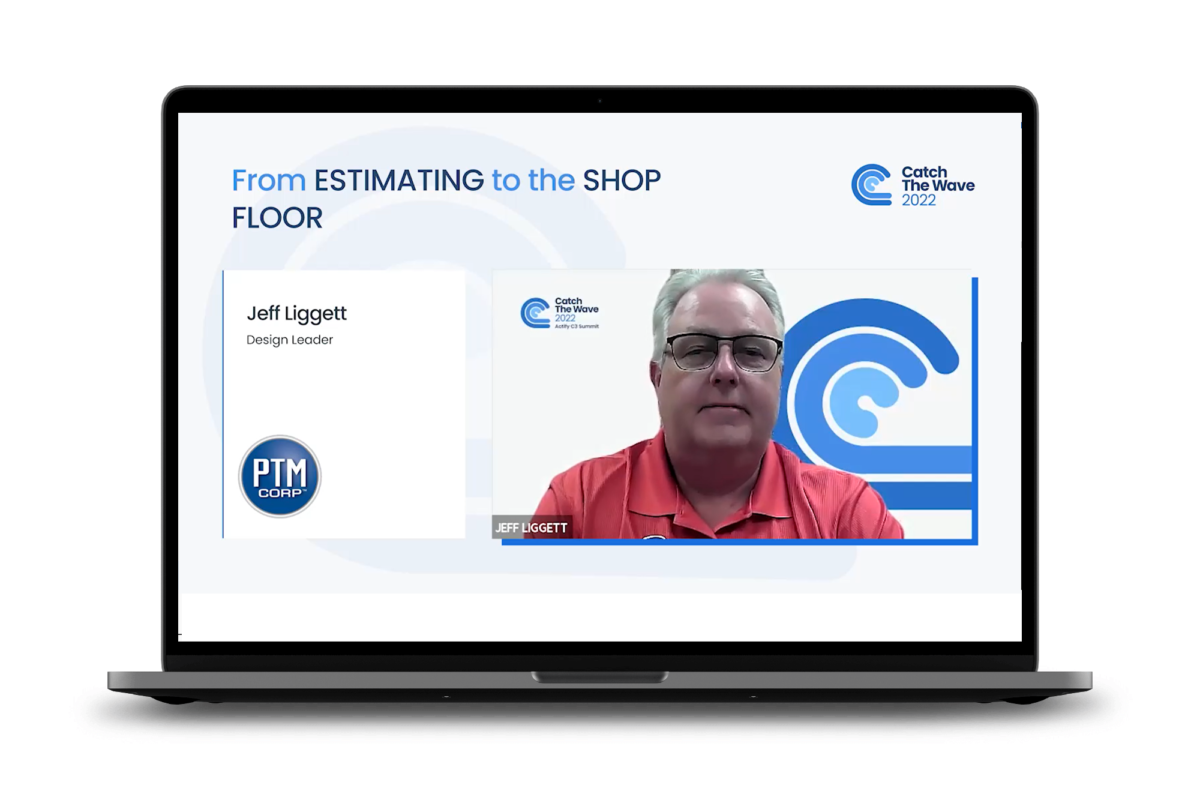 From ESTIMATING to the SHOP
FLOOR
Catch
The Wave
2022
Jeff Liggett
Design Leader
PTM
CORP™
Catch
The Wave
2022
Actify C3 Summit
JEFF LIGGETT